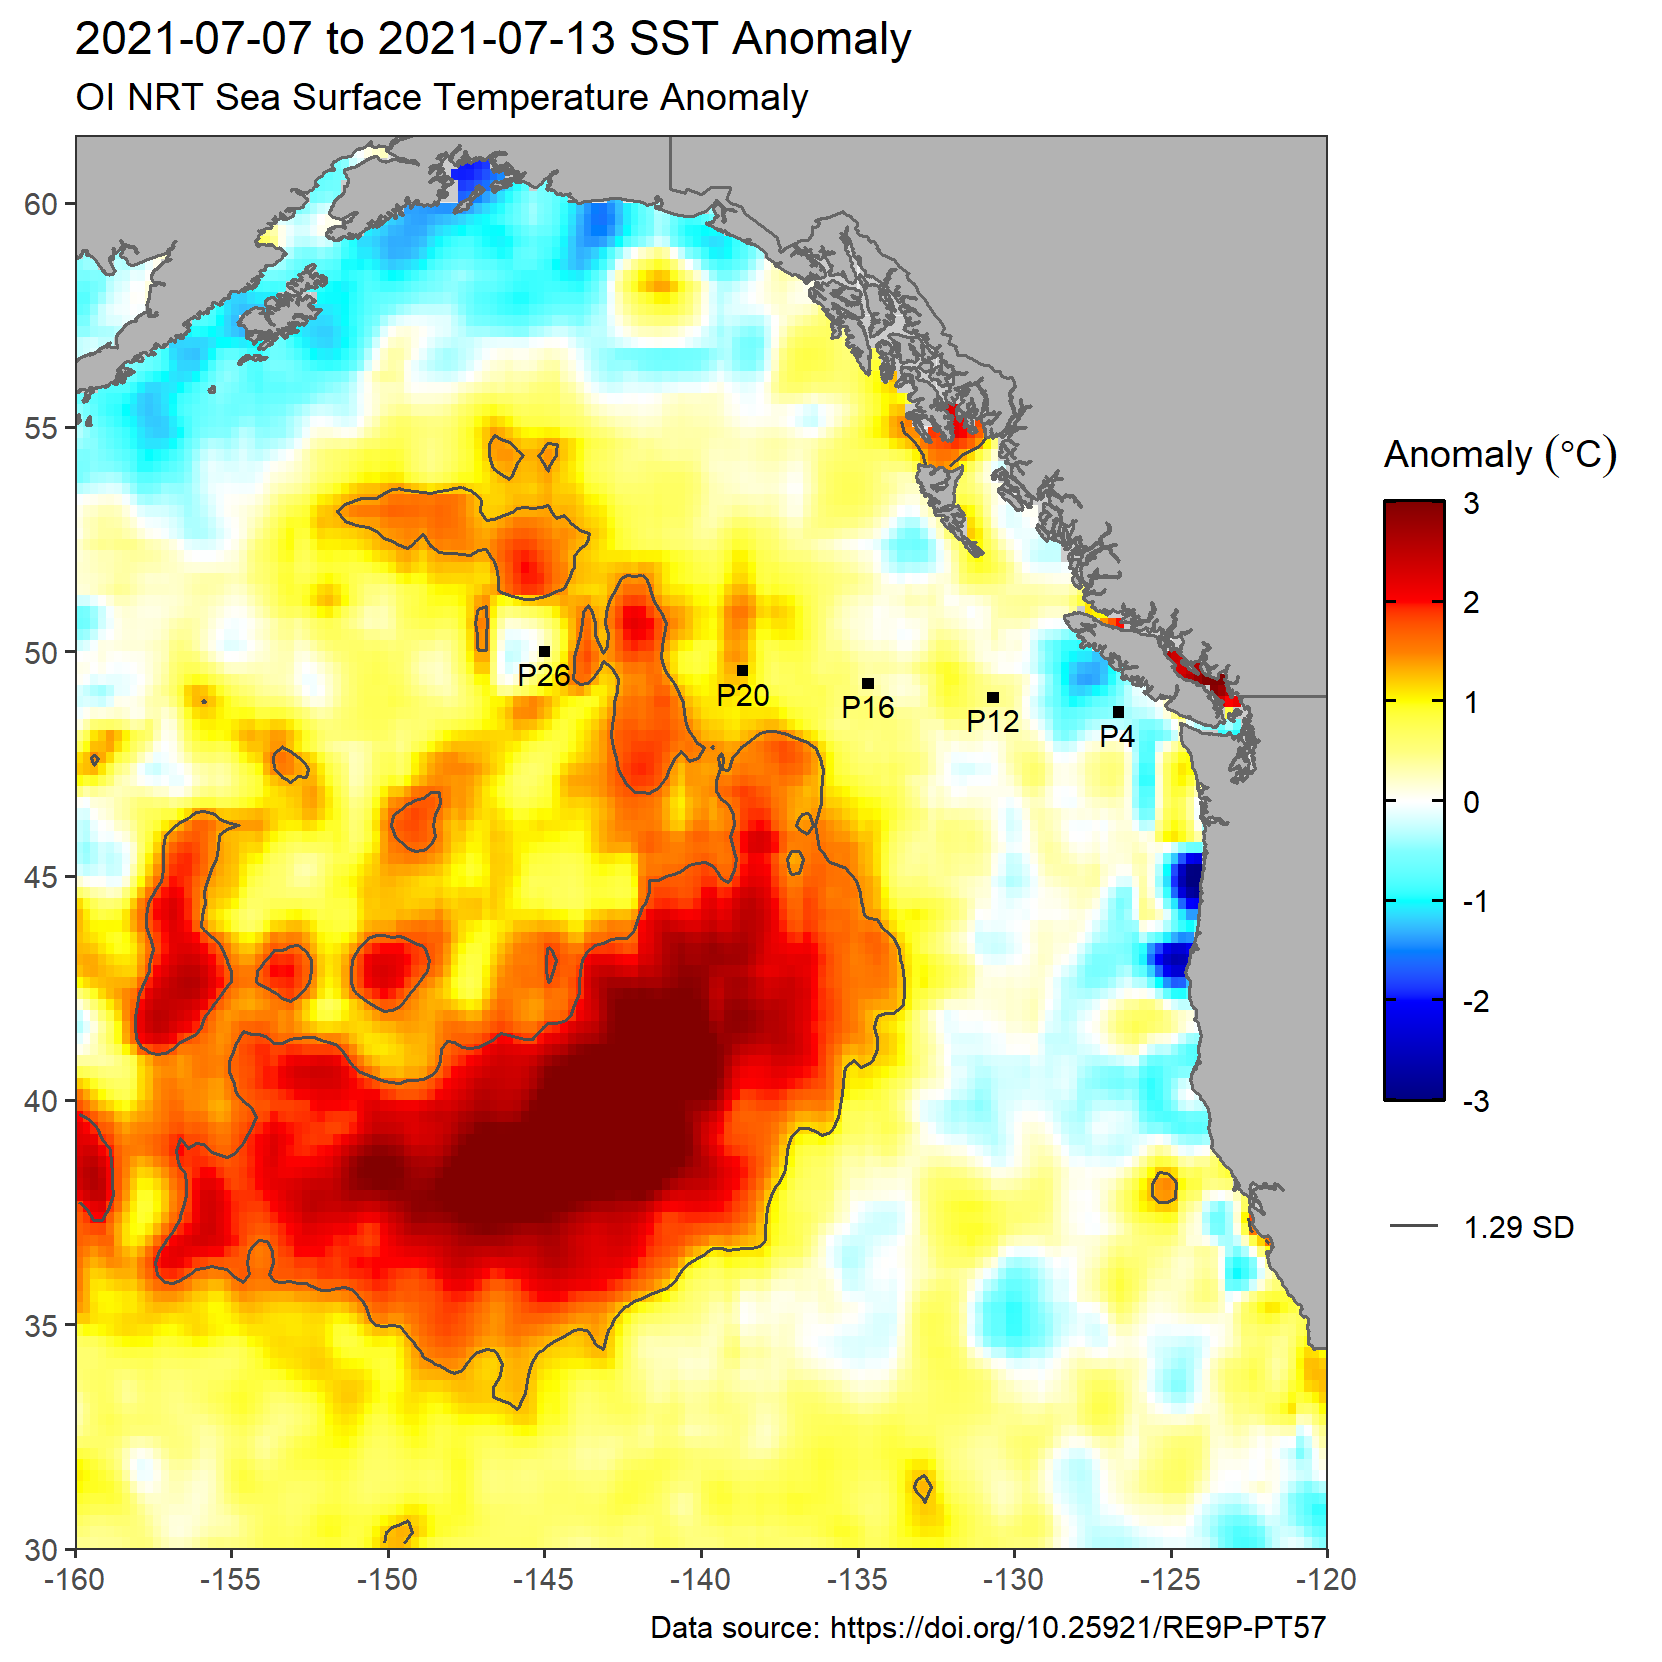 2021-07-07 to 2021-07-13 SST Anomaly
OI NRT Sea Surface Temperature Anomaly
60
55
50
45
40
35
30
-160
-155
-150
-145
-140
-135
-130
-125
-120
P26
P20
P16
P12
P4
Anomaly (°C)
3
2
1
0
-1
-2
-3
1.29 SD
Data source: https://doi.org/10.25921/RE9P-PT57